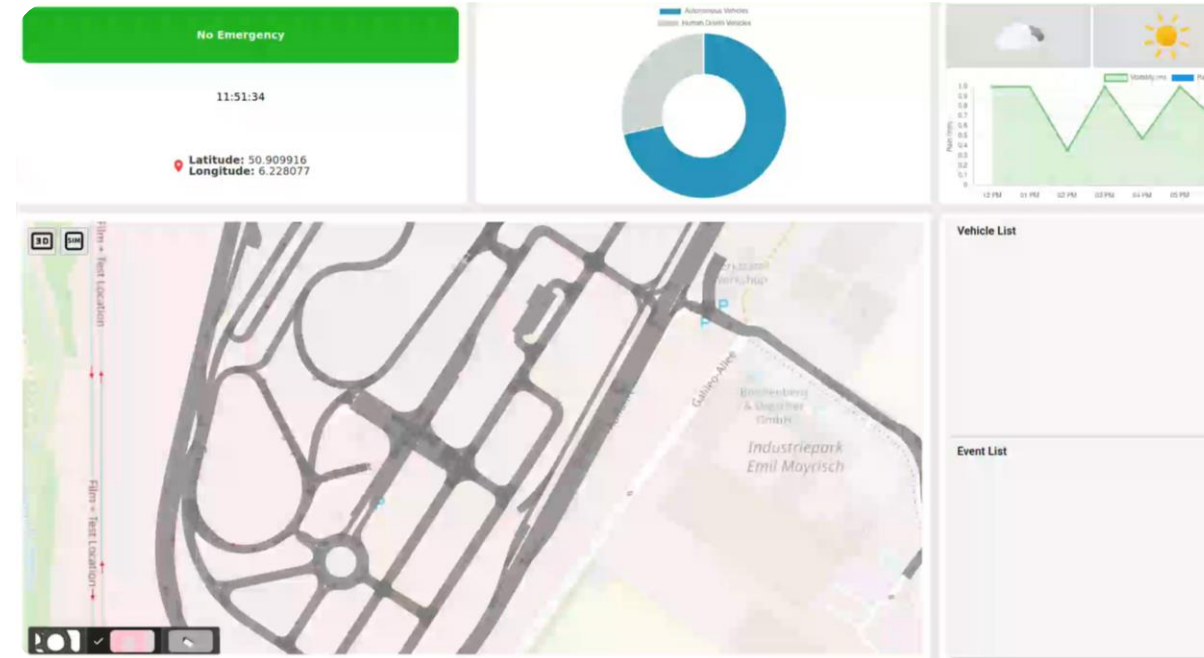 No Emergency
11:51:34
Latitude: 50.909916
Longitude: 6.228077
Autonomous Vehicles
Human Driven Vehicles
Visibility
1.0
0.9
0.8
0.7
0.6
0.5
0.4
0.3
0.2
0.1
0
12 PM
01 PM
02 PM
03 PM
04 PM
05 PM
3D
SIM
Film + Test Location
Film + Test Location
P
P
P
Galileo-Allee
GmbH
Industriepark
Emil Mayrisch
Vehicle List
Event List